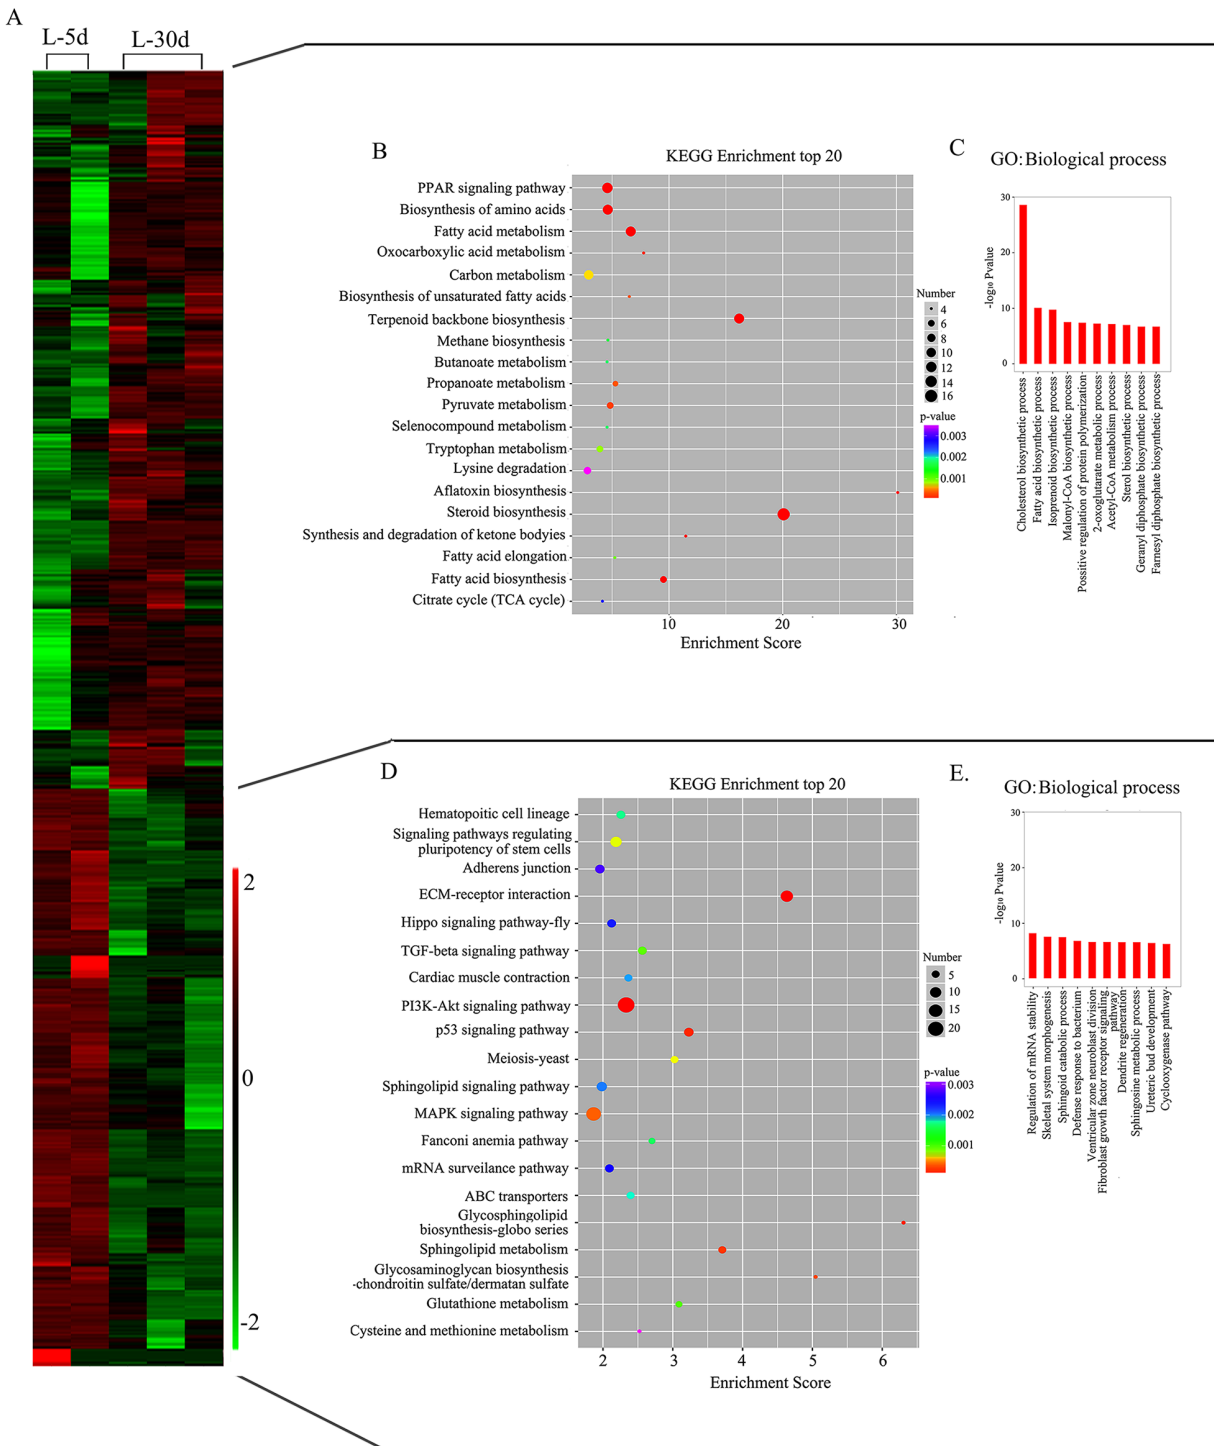 A
L-5d
L-30d
2
0
-2
B
KEGG Enrichment top 20
PPAR signaling pathway
Biosynthesis of amino acids
Fatty acid metabolism
Oxocarboxylic acid metabolism
Carbon metabolism
Biosynthesis of unsaturated fatty acids
Terpenoid backbone biosynthesis
Methane biosynthesis
Butanoate metabolism
Propanoate metabolism
Pyruvate metabolism
Selenocompound metabolism
Tryptophan metabolism
Lysine degradation
Aflatoxin biosynthesis
Steroid biosynthesis
Synthesis and degradation of ketone bodyies
Fatty acid elongation
Fatty acid biosynthesis
Citrate cycle (TCA cycle)
10
20
30
Enrichment Score
Number
4
6
8
10
12
14
16
p-value
0.003
0.002
0.001
C
GO:Biological process
-log10 Pvalue
30
20
10
0
Cholesterol biosynthetic process
Fatty acid biosynthetic process
Isoprenoid biosynthetic process
Malonyl-CoA biosynthetic process
Possitive regulation of protein polymerization
2-oxoglutarate metabolic process
Acetyl-CoA metabolism process
Sterol biosynthetic process
Geranyl diphosphate biosynthetic process
Farnesyl diphosphate biosynthetic process
D
KEGG Enrichment top 20
Hematopoitic cell lineage
Signaling pathways regulating
pluripotency of stem cells
Adherens junction
ECM-receptor interaction
Hippo signaling pathway-fly
TGF-beta signaling pathway
Cardiac muscle contraction
PI3K-Akt signaling pathway
p53 signaling pathway
Meiosis-yeast
Sphingolipid signaling pathway
MAPK signaling pathway
Fanconi anemia pathway
mRNA surveilance pathway
ABC transporters
Glycosphingolipid
biosynthesis-globo series
Sphingolipid metabolism
Glycosaminoglycan biosynthesis
-chondroitin sulfate/dermatan sulfate
Glutathione metabolism
Cysteine and methionine metabolism
2
3
4
5
6
Enrichment Score
Number
5
10
15
20
p-value
0.003
0.002
0.001
E.
GO:Biological process
-log10 Pvalue
30
20
10
0
Regulation of mRNA stability
Skeletal system morphogenesis
Sphingoid catabolic process
Defense response to bacterium
Ventricular zone neuroblast division
Fibroblast growth factor receptor signaling
pathway
Dendrite regeneration
Sphingosine metabolic process
Ureteric bud development
Cyclooxygenase pathway